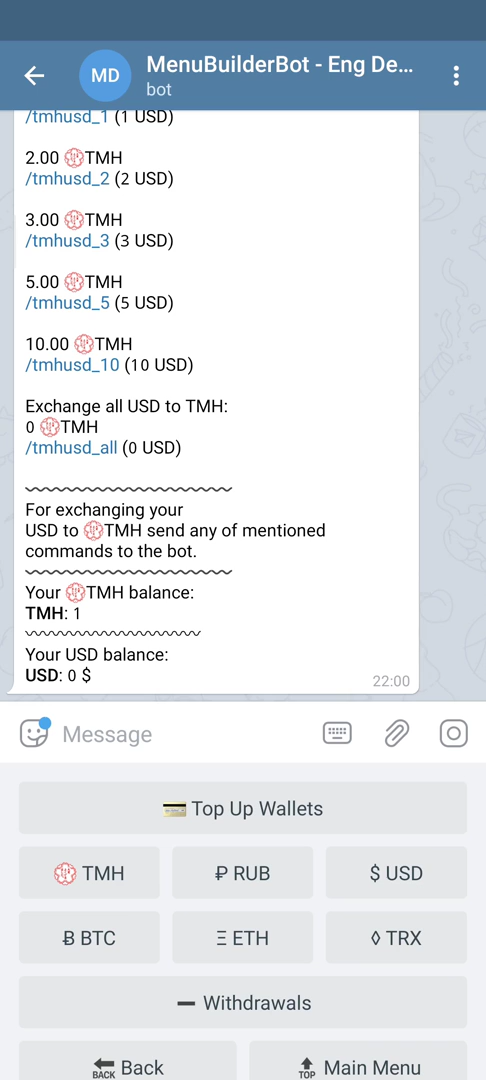 MD
MenuBuilderBot - Eng De...
bot
/tmhusd_1 (1 USD)
2.00 TMH
/tmhusd_2 (2 USD)
3.00 TMH
/tmhusd_3 (3 USD)
5.00 TMH
/tmhusd_5 (5 USD)
10.00 TMH
/tmhusd_10 (10 USD)
Exchange all USD to TMH:
0 TMH
/tmhusd_all (0 USD)
For exchanging your
USD to TMH send any of mentioned
commands to the bot.
Your TMH balance:
TMH: 1
Your USD balance:
USD: 0 $
22:00
Message
Top Up Wallets
TMH
₽ RUB
$ USD
Ƀ BTC
Ξ ETH
◊ TRX
Withdrawals
BACK Back
TOP Main Menu